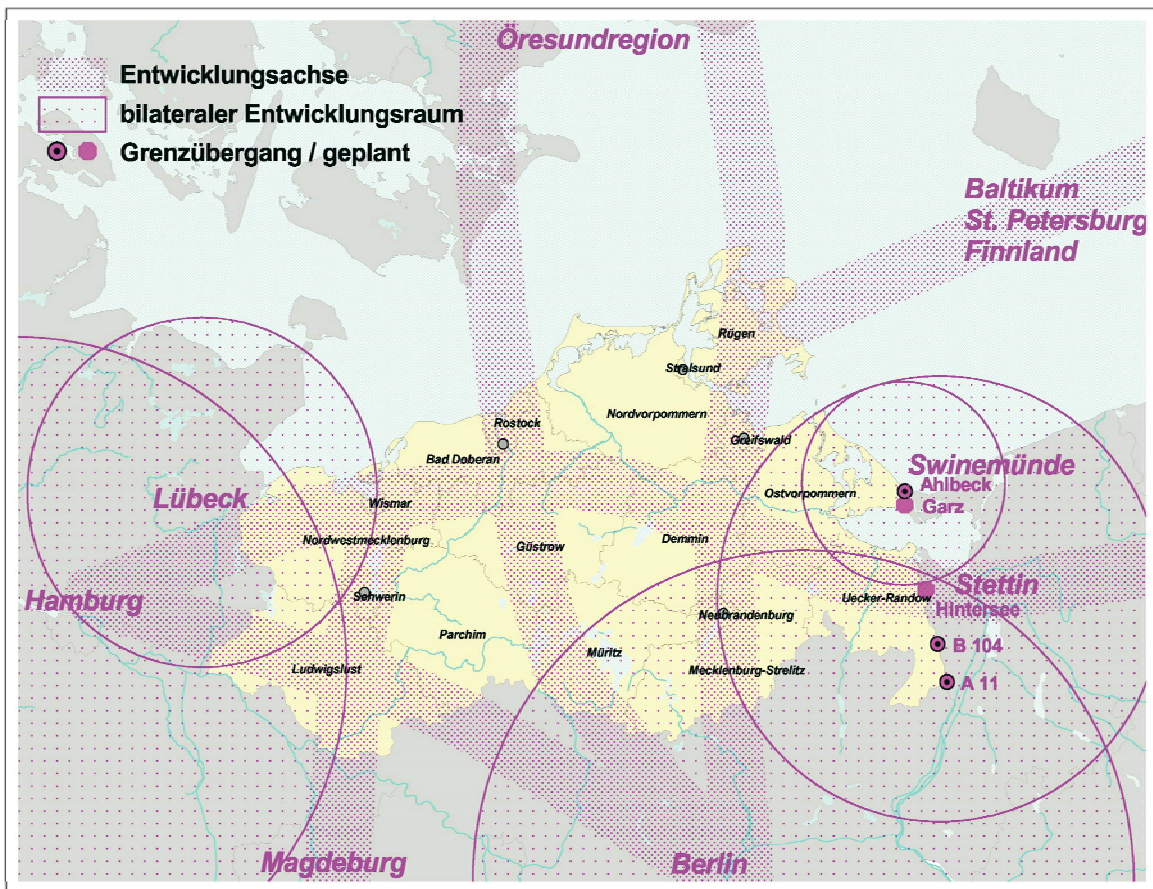 Öresundregion
Entwicklungsachse
bilateraler Entwicklungsraum
Grenzübergang / geplant
Baltikum
St. Petersburg
Finnland
Rügen
Stralsund
Nordvorpommern
Rostock
Greifswald
Bad Doberan
Swinemünde
Ahlbeck
Garz
Lübeck
Wismar
Ostvorpommern
Nordwestmecklenburg
Güstrow
Demmin
Hamburg
Schwerin
Stettin
Uecker-Randow
Hintersee
Neubrandenburg
Parchim
B 104
Müritz
Ludwigslust
Mecklenburg-Strelitz
A 11
Magdeburg
Berlin